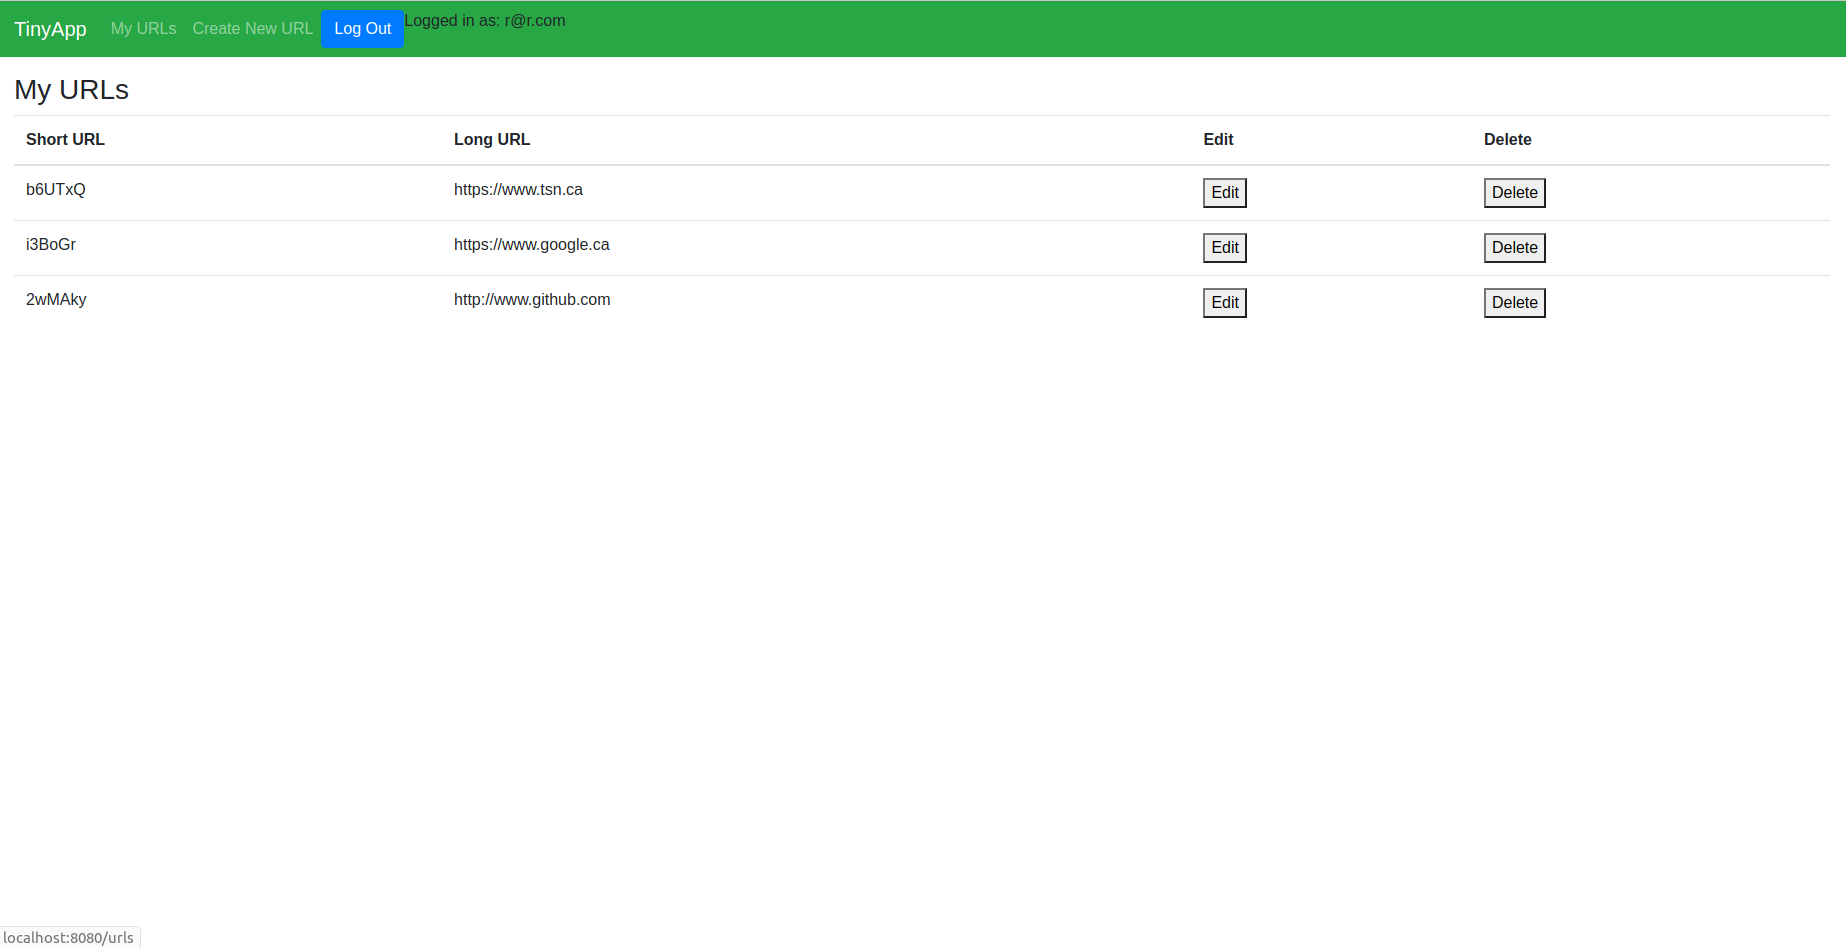 TinyApp My URLs Create New URL Log Out Logged in as: r@r.com
My URLs
Short URL Long URL Edit Delete
b6UTxQ https://www.tsn.ca Edit Delete
i3BoGr https://www.google.ca Edit Delete
2wMAky http://www.github.com Edit Delete
localhost:8080/urls